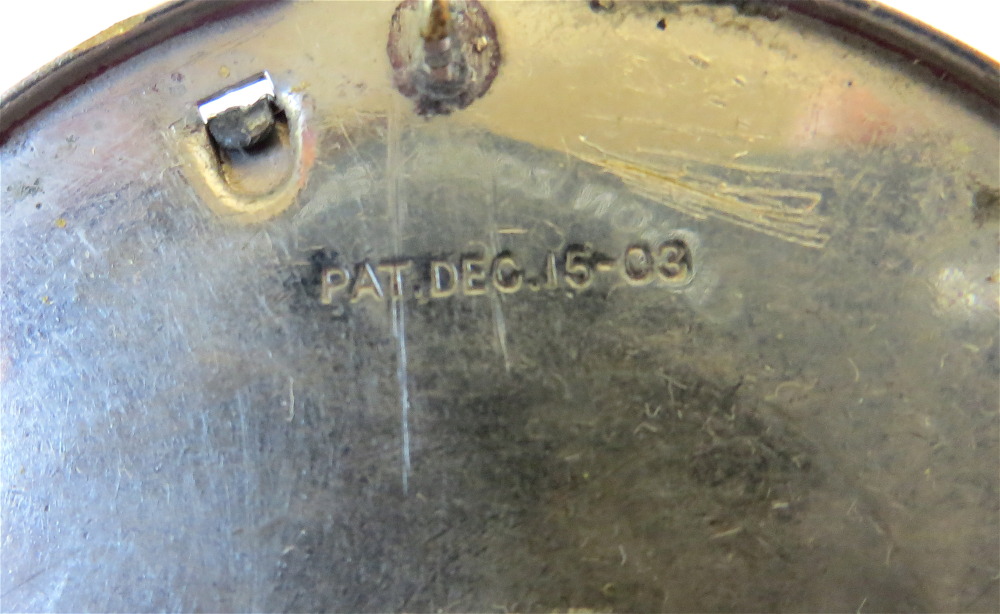 PAT. DEC. 15-03